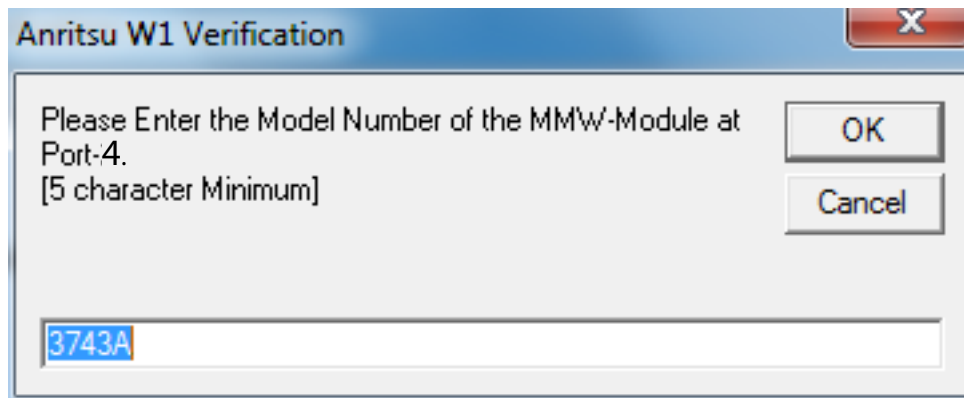 Anritsu W1 Verification
Please Enter the Model Number of the MMW-Module at
Port-4.
[5 character Minimum]
OK
Cancel
3743A